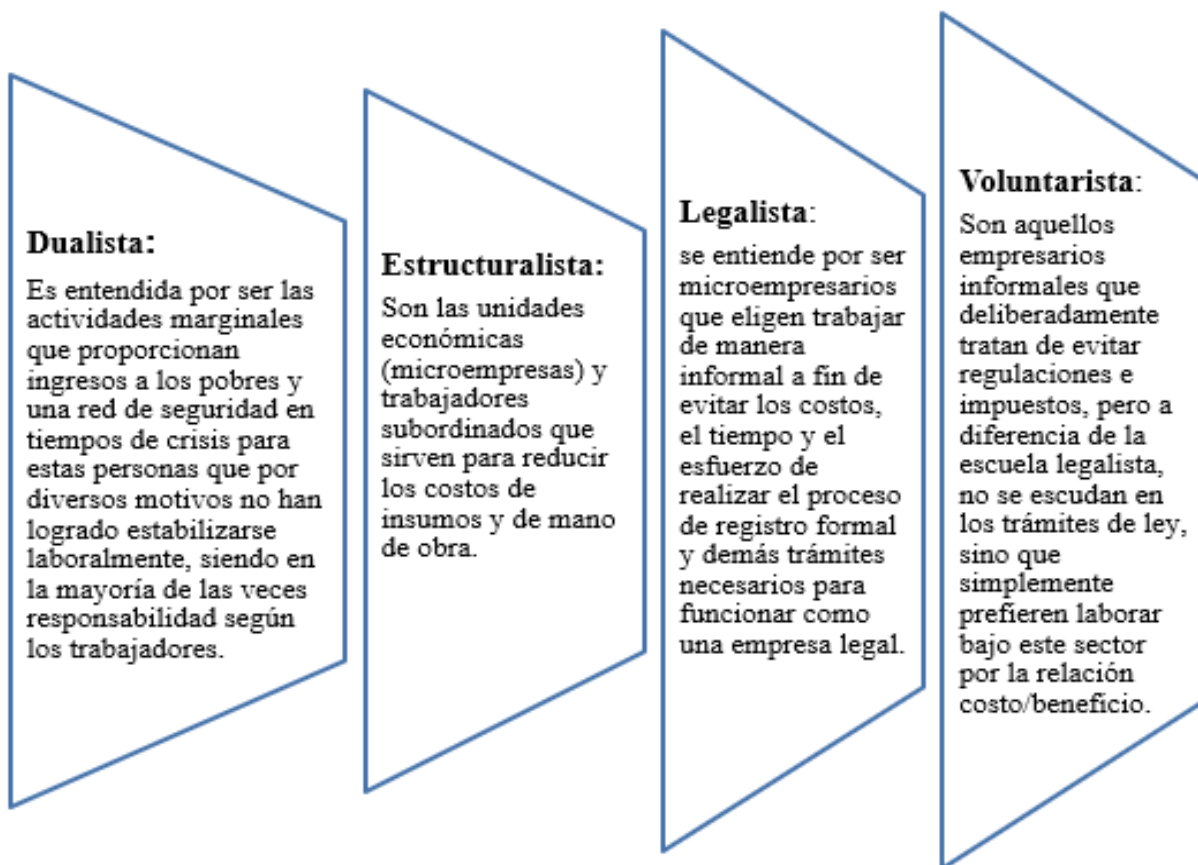 Dualista:
Es entendida por ser las
actividades marginales
que proporcionan
ingresos a los pobres y
una red de seguridad en
tiempos de crisis para
estas personas que por
diversos motivos no han
logrado estabilizarse
laboralmente, siendo en
la mayoría de las veces
responsabilidad según
los trabajadores.
Estructuralista:
Son las unidades
económicas
(microempresas) y
trabajadores
subordinados que
sirven para reducir
los costos de
insumos y de mano
de obra.
Legalista:
se entiende por ser
microempresarios
que eligen trabajar
de manera
informal a fin de
evitar los costos,
el tiempo y el
esfuerzo de
realizar el proceso
de registro formal
y demás trámites
necesarios para
funcionar como
una empresa legal.
Voluntarista:
Son aquellos
empresarios
informales que
deliberadamente
tratan de evitar
regulaciones e
impuestos, pero a
diferencia de la
escuela legalista,
no se escudan en
los trámites de ley,
sino que
simplemente
prefieren laborar
bajo este sector
por la relación
costo/beneficio.